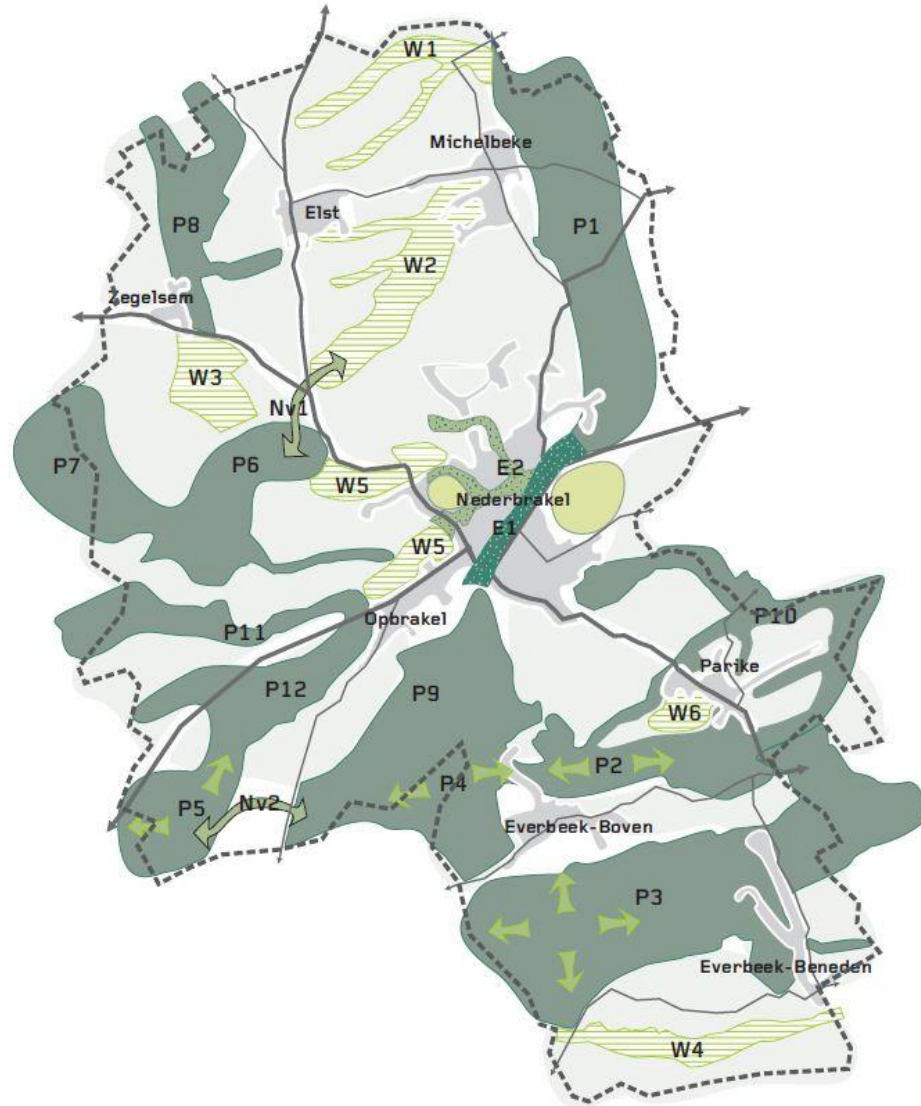 W1
Michelbeke
P8
Elst
P1
W2
Zegelsem
W3
Nv1
P7
P6
W5
E2
Nederbrakel
E1
W5
P11
Opbrakel
P10
P12
P9
Parike
W6
P5
Nv2
P4
P2
Everbeek-Boven
P3
Everbeek-Beneden
W4